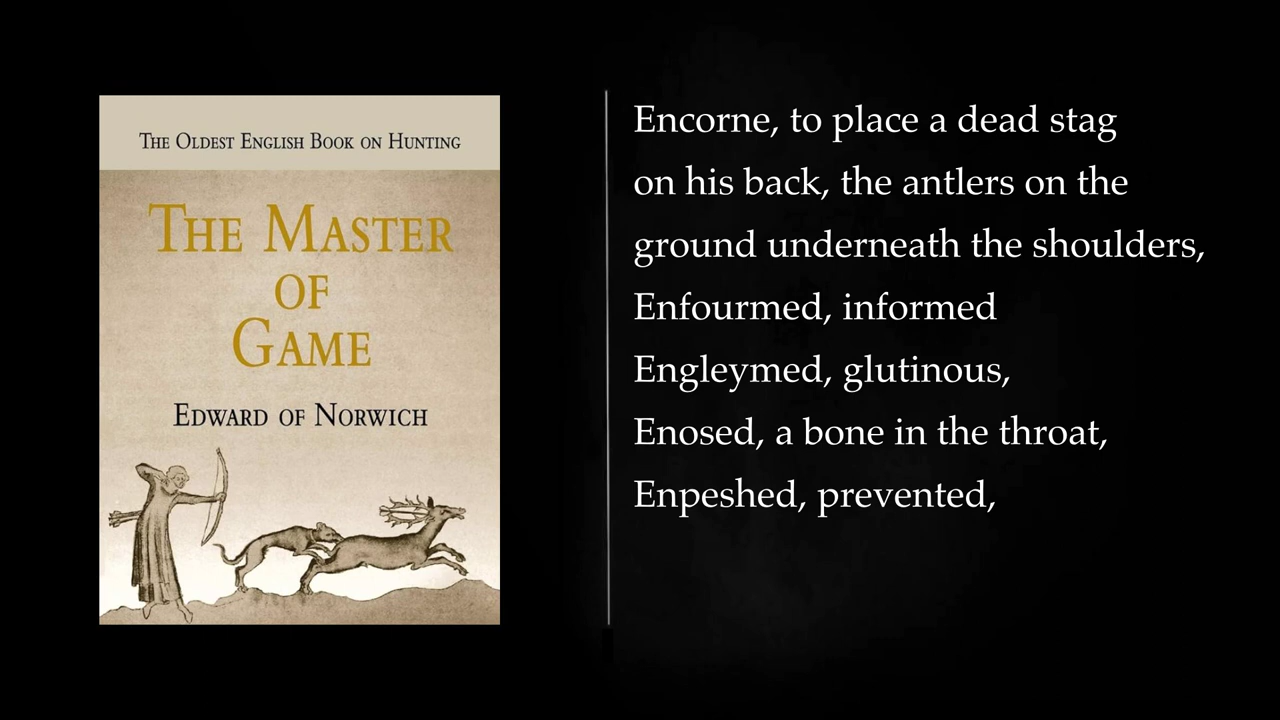 THE OLDEST ENGLISH BOOK ON HUNTING
THE MASTER
OF
GAME
EDWARD OF NORWICH
Encorne, to place a dead stag
on his back, the antlers on the
ground underneath the shoulders,
Enfourmed, informed
Engleymed, glutinous,
Enosed, a bone in the throat,
Enpeshed, prevented,